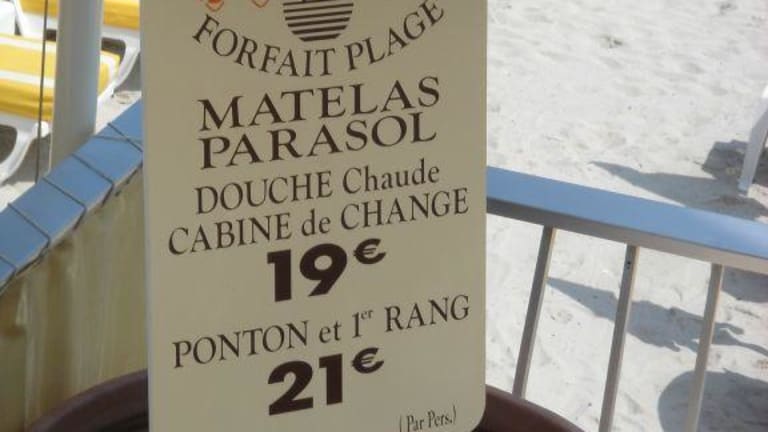 FORFAIT PLAGE
MATELAS
PARASOL
DOUCHE Chaude
CABINE de CHANGE
19€
PONTON et 1er RANG
21€
(Par Pers.)